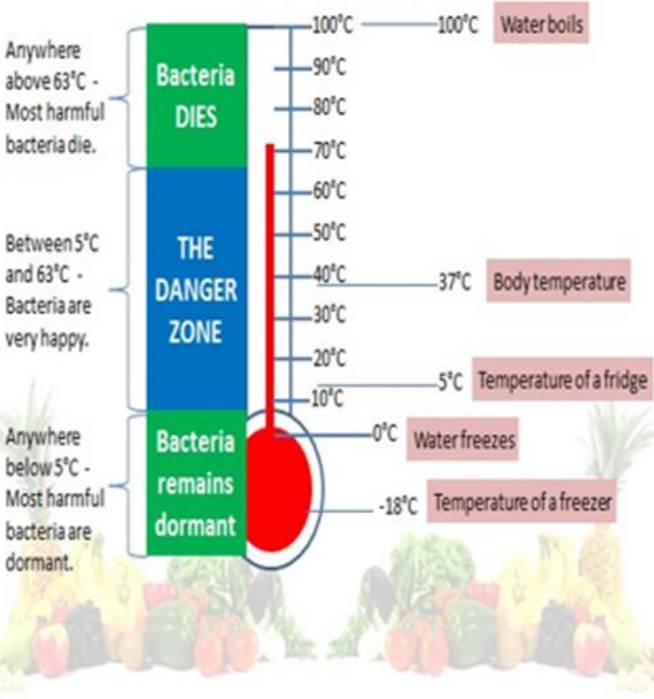 Anywhere
above 63°C -
Most harmful
bacteria die.
Bacteria
DIES
100°C
90°C
80°C
70°C
60°C
50°C
40°C
30°C
20°C
10°C
100°C Water boils
Between 5°C
and 63°C -
Bacteria are
very happy.
THE
DANGER
ZONE
37°C Body temperature
5°C Temperature of a fridge
Anywhere
below 5°C -
Most harmful
bacteria are
dormant.
Bacteria
remains
dormant
0°C Water freezes
-18°C Temperature of a freezer